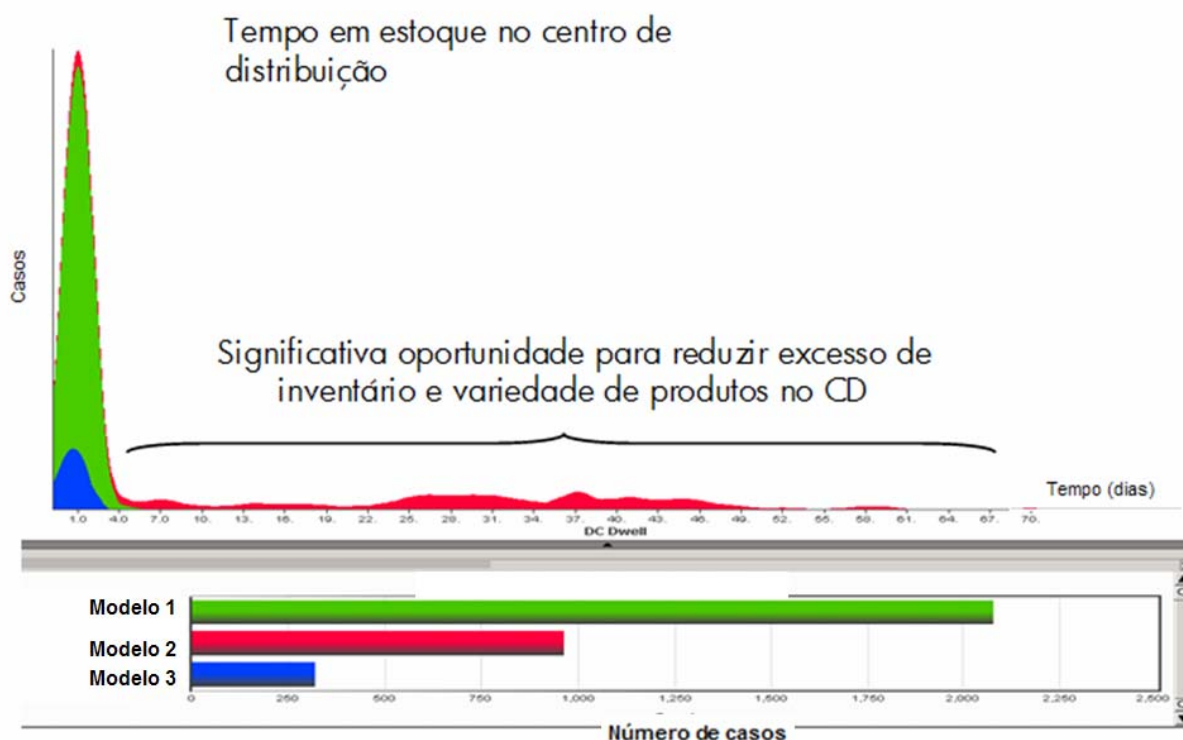 Tempo em estoque no centro de
distribuição
Casos
Significativa oportunidade para reduzir excesso de
inventário e variedade de produtos no CD
Tempo (dias)
1.0 4.0 7.0 10. 13. 16. 19. 22. 25. 28. 31. 34. 37. 40. 43. 46. 49. 52. 55. 58. 61. 64. 67. 70.
DC Dwell
Modelo 1
Modelo 2
Modelo 3
0 250 500 750 1,000 1,250 1,500 1,750 2,000 2,250 2,500
Número de casos